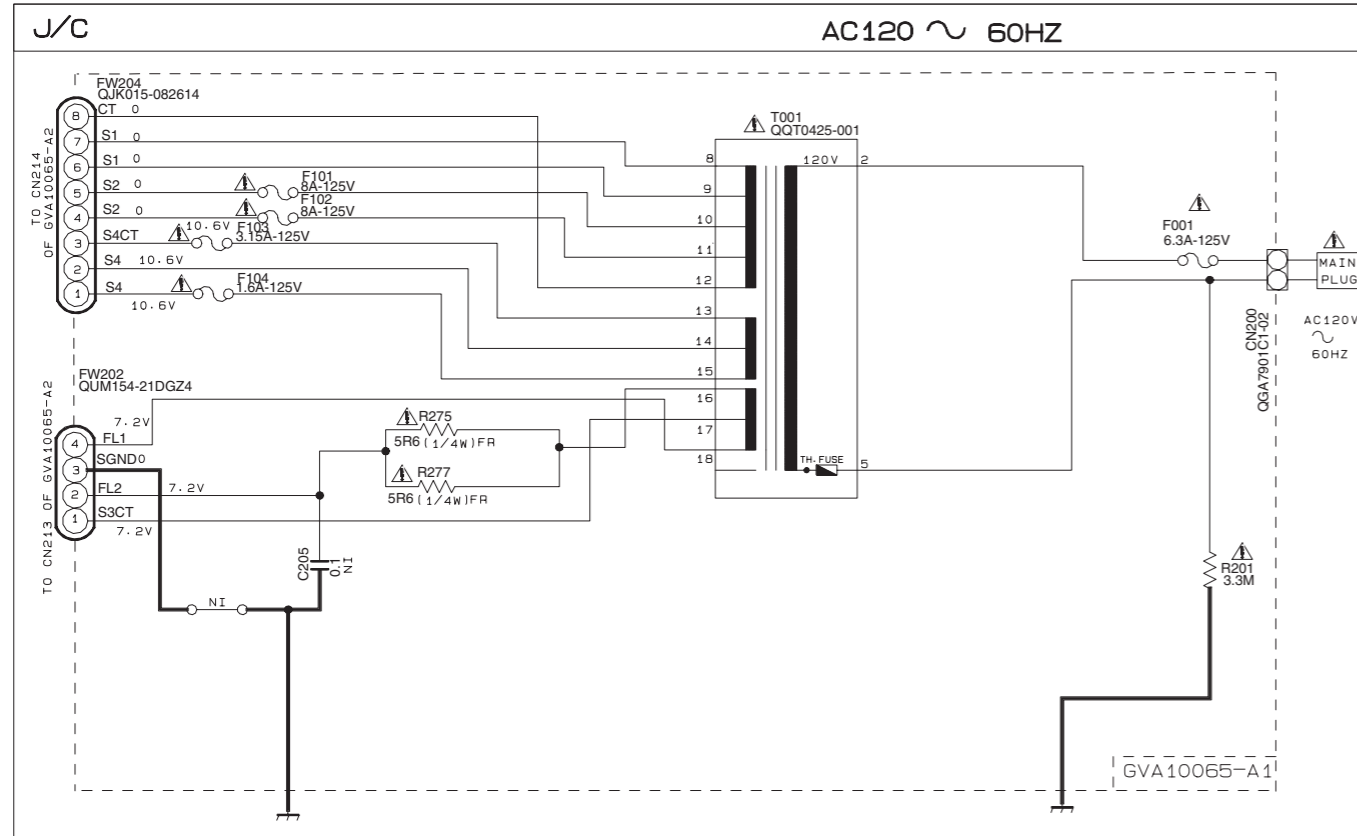 J/C
AC120 ～ 60HZ
FW204
QJK015-082614
TO CN214
OF GVA10065-A2
8 CT 0
7 S1 0
6 S1 0
5 S2 0
4 S2 0
3 S4CT 10.6V
2 S4 10.6V
1 S4 10.6V
F101
8A-125V
F102
8A-125V
F103
3.15A-125V
F104
1.6A-125V
T001
QQT0425-001
8
9
10
11
12
13
14
15
16
17
18
120V 2
TH. FUSE 5
F001
6.3A-125V
MAIN
PLUG
AC120V
～
60HZ
CN200
QGA7901C1-02
FW202
QUM154-21DGZ4
TO CN213 OF GVA10065-A2
7.2V
4 FL1
3 SGND0
2 FL2 7.2V
1 S3CT
7.2V
R275
5R6(1/4W)FR
R277
5R6(1/4W)FR
C205
0.1
NI
NI
R201
3.3M
GVA10065-A1